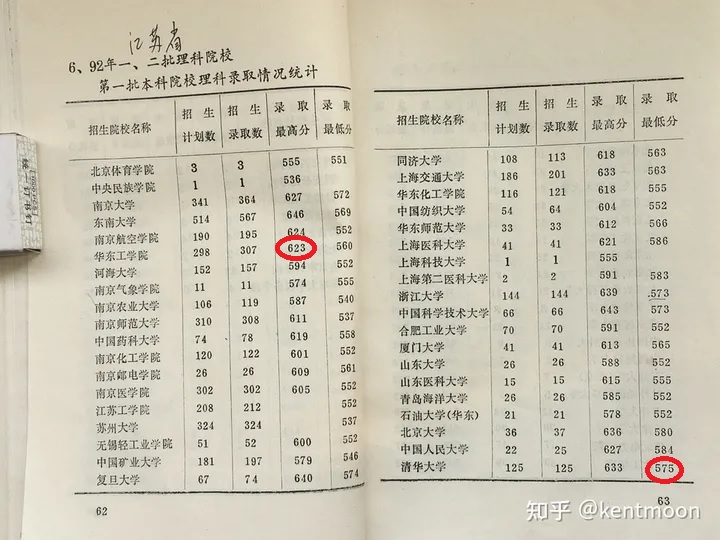 江苏省
6、92年一、二批理科院校
第一批本科院校理科录取情况统计
招生院校名称 招生计划数 招生录取数 录取最高分 录取最低分
北京体育学院 3 3 555 551
中央民族学院 1 1 536
南京大学 341 364 627 572
东南大学 514 567 646 569
南京航空学院 190 195 624 552
华东工学院 298 307 623 560
河海大学 152 157 594 552
南京气象学院 11 11 574 555
南京农业大学 106 119 587 540
南京师范大学 310 308 611 537
中国药科大学 74 78 619 558
南京化工学院 120 122 601 552
南京邮电学院 26 26 609 561
南京医学院 302 302 605 552
江苏工学院 208 212 552
苏州大学 324 324 537
无锡轻工业学院 51 52 600 552
中国矿业大学 181 197 579 546
复旦大学 67 74 640 574
62
招生院校名称 招生计划数 招生录取数 录取最高分 录取最低分
同济大学 108 113 618 563
上海交通大学 186 201 633 563
华东化工学院 116 121 618 555
中国纺织大学 54 64 604 552
华东师范大学 33 33 612 566
上海医科大学 41 41 621 586
上海科技大学 1 1 555
上海第二医科大学 2 2 591 583
浙江大学 144 144 639 573
中国科学技术大学 66 66 643 573
合肥工业大学 70 70 591 552
厦门大学 41 41 613 565
山东大学 26 26 588 552
山东医科大学 15 15 615 555
青岛海洋大学 26 26 585 552
石油大学(华东) 21 21 578 552
北京大学 36 37 636 580
中国人民大学 22 25 627 584
清华大学 125 125 633 575
63
知乎 @kentmoon